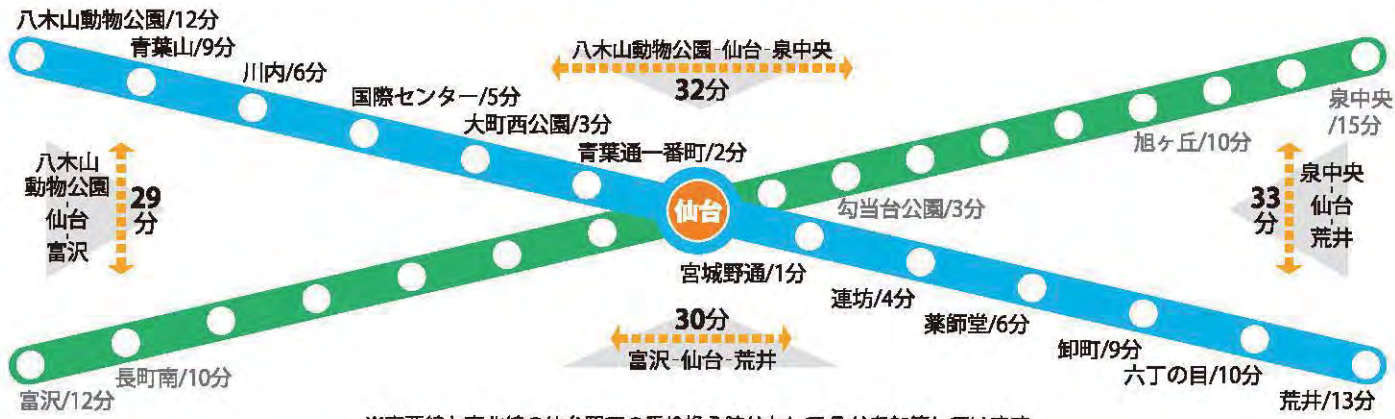 八木山動物公園/12分
青葉山/9分
川内/6分
国際センター/5分
大町西公園/3分
青葉通一番町/2分
八木山動物公園-仙台-泉中央
32分
泉中央
/15分
旭ヶ丘/10分
勾当台公園/3分
仙台
八木山
動物公園
-
仙台
-
富沢
29
分
33
分
泉中央
-
仙台
-
荒井
宮城野通/1分
連坊/4分
薬師堂/6分
卸町/9分
六丁の目/10分
荒井/13分
30分
富沢-仙台-荒井
長町南/10分
富沢/12分